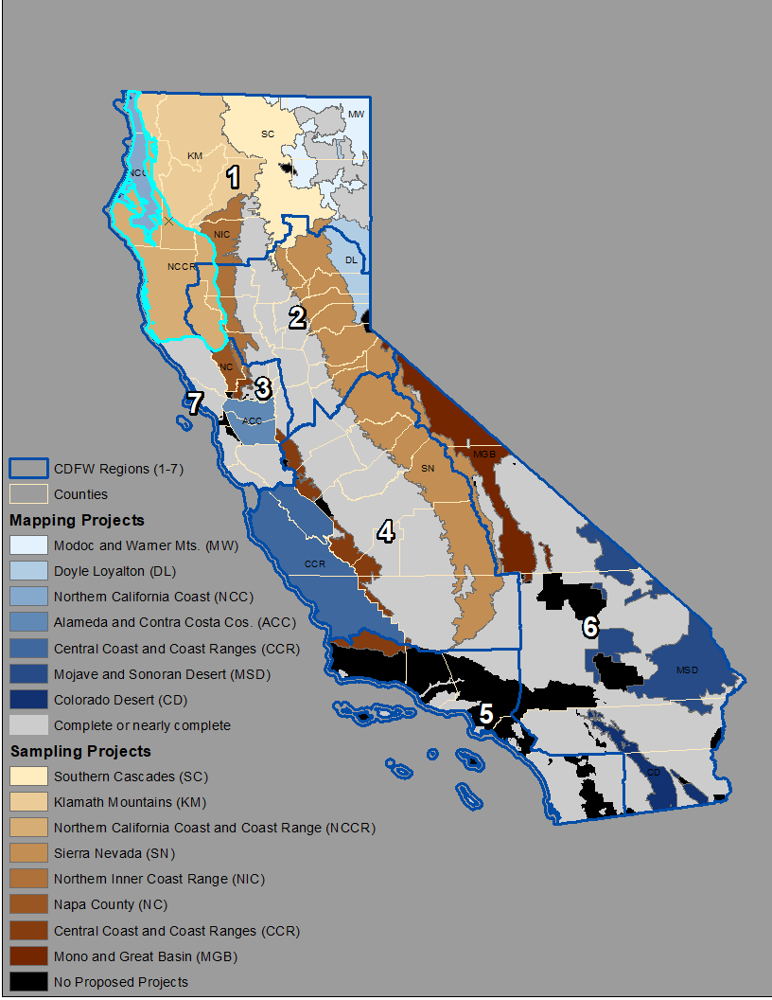 MW
SC
KM
NCC
1
NIC
DL
NCCR
2
NC
3
7
ACC
MGB
SN
4
CCR
6
MSD
5
CD
CDFW Regions (1-7)
Counties
Mapping Projects
Modoc and Warner Mts. (MW)
Doyle Loyalton (DL)
Northern California Coast (NCC)
Alameda and Contra Costa Cos. (ACC)
Central Coast and Coast Ranges (CCR)
Mojave and Sonoran Desert (MSD)
Colorado Desert (CD)
Complete or nearly complete
Sampling Projects
Southern Cascades (SC)
Klamath Mountains (KM)
Northern California Coast and Coast Range (NCCR)
Sierra Nevada (SN)
Northern Inner Coast Range (NIC)
Napa County (NC)
Central Coast and Coast Ranges (CCR)
Mono and Great Basin (MGB)
No Proposed Projects